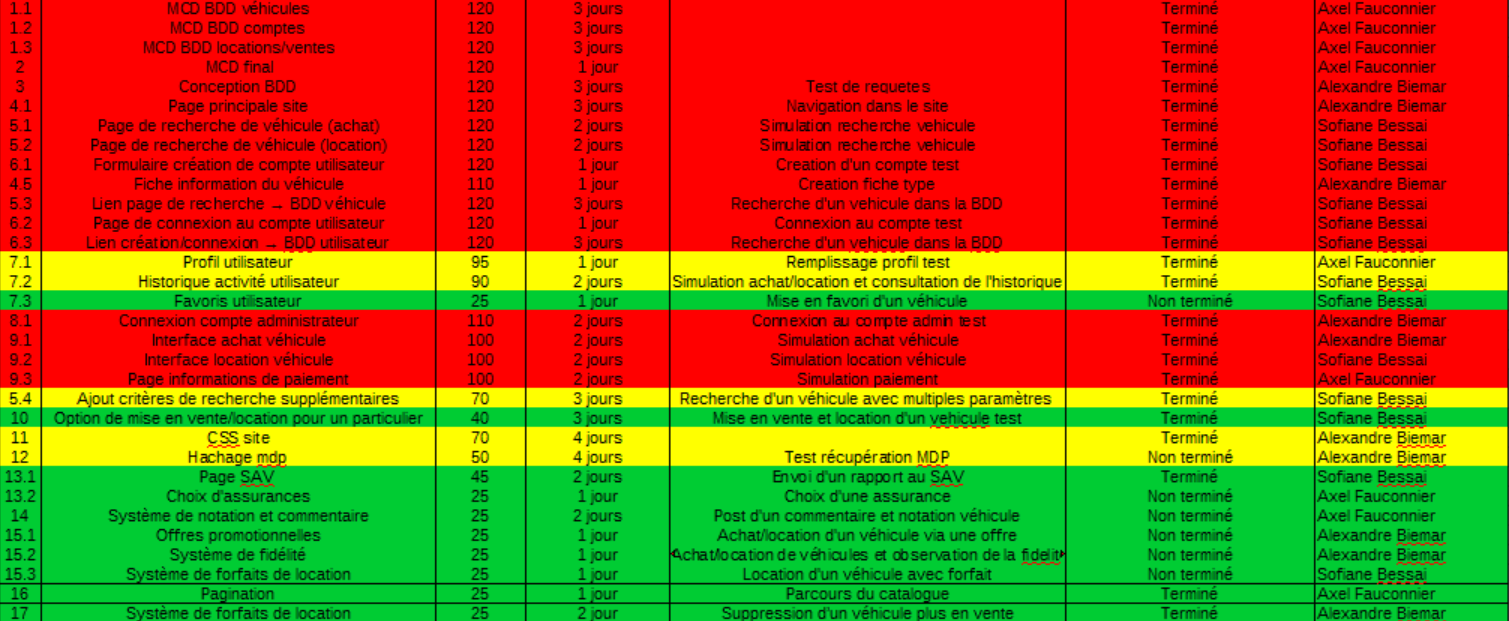 1.1 MCD BDD véhicules 120 3 jours Terminé Axel Fauconnier
1.2 MCD BDD comptes 120 3 jours Terminé Axel Fauconnier
1.3 MCD BDD locations/ventes 120 3 jours Terminé Axel Fauconnier
2 MCD final 120 1 jour Terminé Axel Fauconnier
3 Conception BDD 120 3 jours Test de requetes Terminé Alexandre Biemar
4.1 Page principale site 120 3 jours Navigation dans le site Terminé Alexandre Biemar
5.1 Page de recherche de véhicule (achat) 120 2 jours Simulation recherche vehicule Terminé Sofiane Bessai
5.2 Page de recherche de véhicule (location) 120 2 jours Simulation recherche vehicule Terminé Sofiane Bessai
6.1 Formulaire création de compte utilisateur 120 1 jour Creation d'un compte test Terminé Sofiane Bessai
4.5 Fiche information du véhicule 110 1 jour Creation fiche type Terminé Alexandre Biemar
5.3 Lien page de recherche → BDD véhicule 120 3 jours Recherche d'un vehicule dans la BDD Terminé Sofiane Bessai
6.2 Page de connexion au compte utilisateur 120 1 jour Connexion au compte test Terminé Sofiane Bessai
6.3 Lien création/connexion → BDD utilisateur 120 3 jours Recherche d'un vehicule dans la BDD Terminé Sofiane Bessai
7.1 Profil utilisateur 95 1 jour Remplissage profil test Terminé Axel Fauconnier
7.2 Historique activité utilisateur 90 2 jours Simulation achat/location et consultation de l'historique Terminé Sofiane Bessai
7.3 Favoris utilisateur 25 1 jour Mise en favori d'un véhicule Non terminé Sofiane Bessai
8.1 Connexion compte administrateur 110 2 jours Connexion au compte admin test Terminé Alexandre Biemar
9.1 Interface achat véhicule 100 2 jours Simulation achat véhicule Terminé Alexandre Biemar
9.2 Interface location véhicule 100 2 jours Simulation location véhicule Terminé Sofiane Bessai
9.3 Page informations de paiement 100 2 jours Simulation paiement Terminé Axel Fauconnier
5.4 Ajout critères de recherche supplémentaires 70 3 jours Recherche d'un véhicule avec multiples paramètres Terminé Sofiane Bessai
10 Option de mise en vente/location pour un particulier 40 3 jours Mise en vente et location d'un vehicule test Terminé Sofiane Bessai
11 CSS site 70 4 jours Terminé Alexandre Biemar
12 Hachage mdp 50 4 jours Test récupération MDP Non terminé Alexandre Biemar
13.1 Page SAV 45 2 jours Envoi d'un rapport au SAV Terminé Sofiane Bessai
13.2 Choix d'assurances 25 1 jour Choix d'une assurance Non terminé Axel Fauconnier
14 Système de notation et commentaire 25 2 jours Post d'un commentaire et notation véhicule Non terminé Axel Fauconnier
15.1 Offres promotionnelles 25 1 jour Achat/location d'un véhicule via une offre Non terminé Alexandre Biemar
15.2 Système de fidélité 25 1 jour Achat/location de véhicules et observation de la fidelit Non terminé Alexandre Biemar
15.3 Système de forfaits de location 25 1 jour Location d'un véhicule avec forfait Non terminé Sofiane Bessai
16 Pagination 25 1 jour Parcours du catalogue Terminé Axel Fauconnier
17 Système de forfaits de location 25 2 jour Suppression d'un véhicule plus en vente Terminé Alexandre Biemar